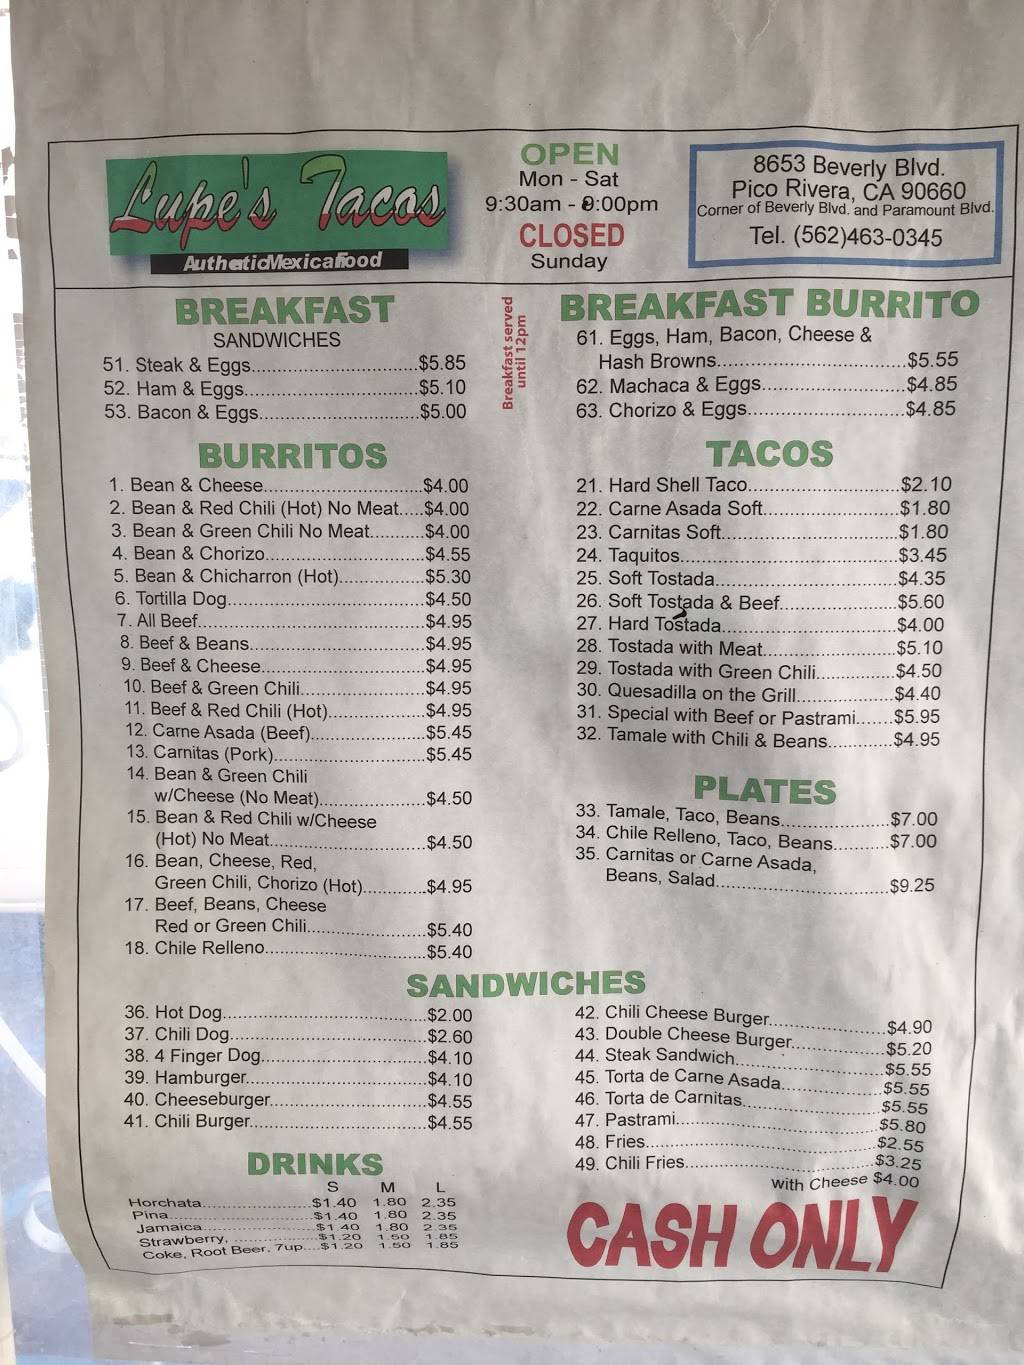 Lupe's Tacos
Authentic Mexican Food
OPEN
Mon - Sat
9:30am - 9:00pm
CLOSED
Sunday
8653 Beverly Blvd.
Pico Rivera, CA 90660
Corner of Beverly Blvd. and Paramount Blvd.
Tel. (562)463-0345
BREAKFAST
SANDWICHES
51. Steak & Eggs $5.85
52. Ham & Eggs $5.10
53. Bacon & Eggs $5.00
Breakfast served
until 12pm
BREAKFAST BURRITO
61. Eggs, Ham, Bacon, Cheese &
Hash Browns $5.55
62. Machaca & Eggs $4.85
63. Chorizo & Eggs $4.85
BURRITOS
1. Bean & Cheese $4.00
2. Bean & Red Chili (Hot) No Meat $4.00
3. Bean & Green Chili No Meat $4.00
4. Bean & Chorizo $4.55
5. Bean & Chicharron (Hot) $5.30
6. Tortilla Dog $4.50
7. All Beef $4.95
8. Beef & Beans $4.95
9. Beef & Cheese $4.95
10. Beef & Green Chili $4.95
11. Beef & Red Chili (Hot) $4.95
12. Carne Asada (Beef) $5.45
13. Carnitas (Pork) $5.45
14. Bean & Green Chili
w/Cheese (No Meat) $4.50
15. Bean & Red Chili w/Cheese
(Hot) No Meat $4.50
16. Bean, Cheese, Red,
Green Chili, Chorizo (Hot) $4.95
17. Beef, Beans, Cheese
Red or Green Chili $5.40
18. Chile Relleno $5.40
TACOS
21. Hard Shell Taco $2.10
22. Carne Asada Soft $1.80
23. Carnitas Soft $1.80
24. Taquitos $3.45
25. Soft Tostada $4.35
26. Soft Tostada & Beef $5.60
27. Hard Tostada $4.00
28. Tostada with Meat $5.10
29. Tostada with Green Chili $4.50
30. Quesadilla on the Grill $4.40
31. Special with Beef or Pastrami $5.95
32. Tamale with Chili & Beans $4.95
PLATES
33. Tamale, Taco, Beans $7.00
34. Chile Relleno, Taco, Beans $7.00
35. Carnitas or Carne Asada,
Beans, Salad $9.25
SANDWICHES
36. Hot Dog $2.00
37. Chili Dog $2.60
38. 4 Finger Dog $4.10
39. Hamburger $4.10
40. Cheeseburger $4.55
41. Chili Burger $4.55
42. Chili Cheese Burger $4.90
43. Double Cheese Burger $5.20
44. Steak Sandwich $5.55
45. Torta de Carne Asada $5.55
46. Torta de Carnitas $5.55
47. Pastrami $5.80
48. Fries $2.55
49. Chili Fries $3.25
with Cheese $4.00
DRINKS
S M L
Horchata $1.40 1.80 2.35
Pina $1.40 1.80 2.35
Jamaica $1.40 1.80 2.35
Strawberry, $1.20 1.50 1.85
Coke, Root Beer, 7up $1.20 1.50 1.85
CASH ONLY